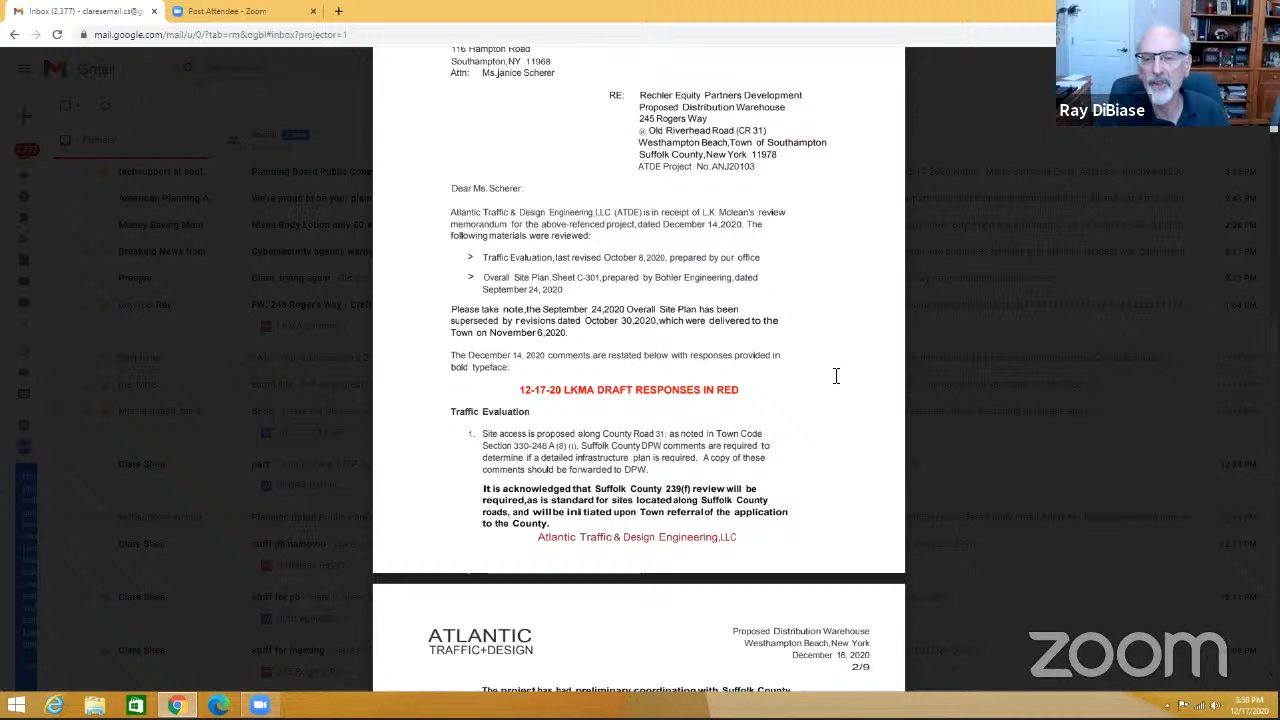 Inbox (2,377) - clairemail.cs@g
Support for Zoom Meetings
mail.google.com/mail/u/0/?tab=rm&ogbl#inbox?projector=1
Gmail
116 Hampton Road
Southampton,NY 11968
Attn: Ms.janice Scherer
RE: Rechler Equity Partners Development
Proposed Distribution Warehouse
245 Rogers Way
@ Old Riverhead Road (CR 31)
Westhampton Beach,Town of Southampton
Suffolk County,New York 11978
ATDE Project No.ANJ20103
Dear Ms. Scherer:
Atlantic Traffic & Design Engineering,LLC (ATDE) is in receipt of L.K. Mclean's review
memorandum for the above-refenced project,dated December 14,2020. The
following materials were reviewed:
> Traffic Evaluation,last revised October 8,2020, prepared by our office
> Overall Site Plan,Sheet C-301,prepared by Bohler Engineering,dated
September 24, 2020
Please take note,the September 24,2020 Overall Site Plan has been
superseded by revisions dated October 30,2020,which were delivered to the
Town on November 6,2020.
The December 14, 2020 comments are restated below with responses provided in
bold typeface:
12-17-20 LKMA DRAFT RESPONSES IN RED
Traffic Evaluation
1. Site access is proposed along County Road 31; as noted in Town Code
Section 330-248 A (8) (i), Suffolk County DPW comments are required to
determine if a detailed infrastructure plan is required. A copy of these
comments should be forwarded to DPW.
It is acknowledged that Suffolk County 239(f) review will be
required,as is standard for sites located along Suffolk County
roads, and will be initiated upon Town referral of the application
to the County.
Atlantic Traffic & Design Engineering,LLC
ATLANTIC
TRAFFIC+DESIGN
Proposed Distribution Warehouse
Westhampton Beach,New York
December 16, 2020
2/9
The project has had preliminary coordination with Suffolk County
Ray DiBiase
zoom
3:58 PM
12/17/2020